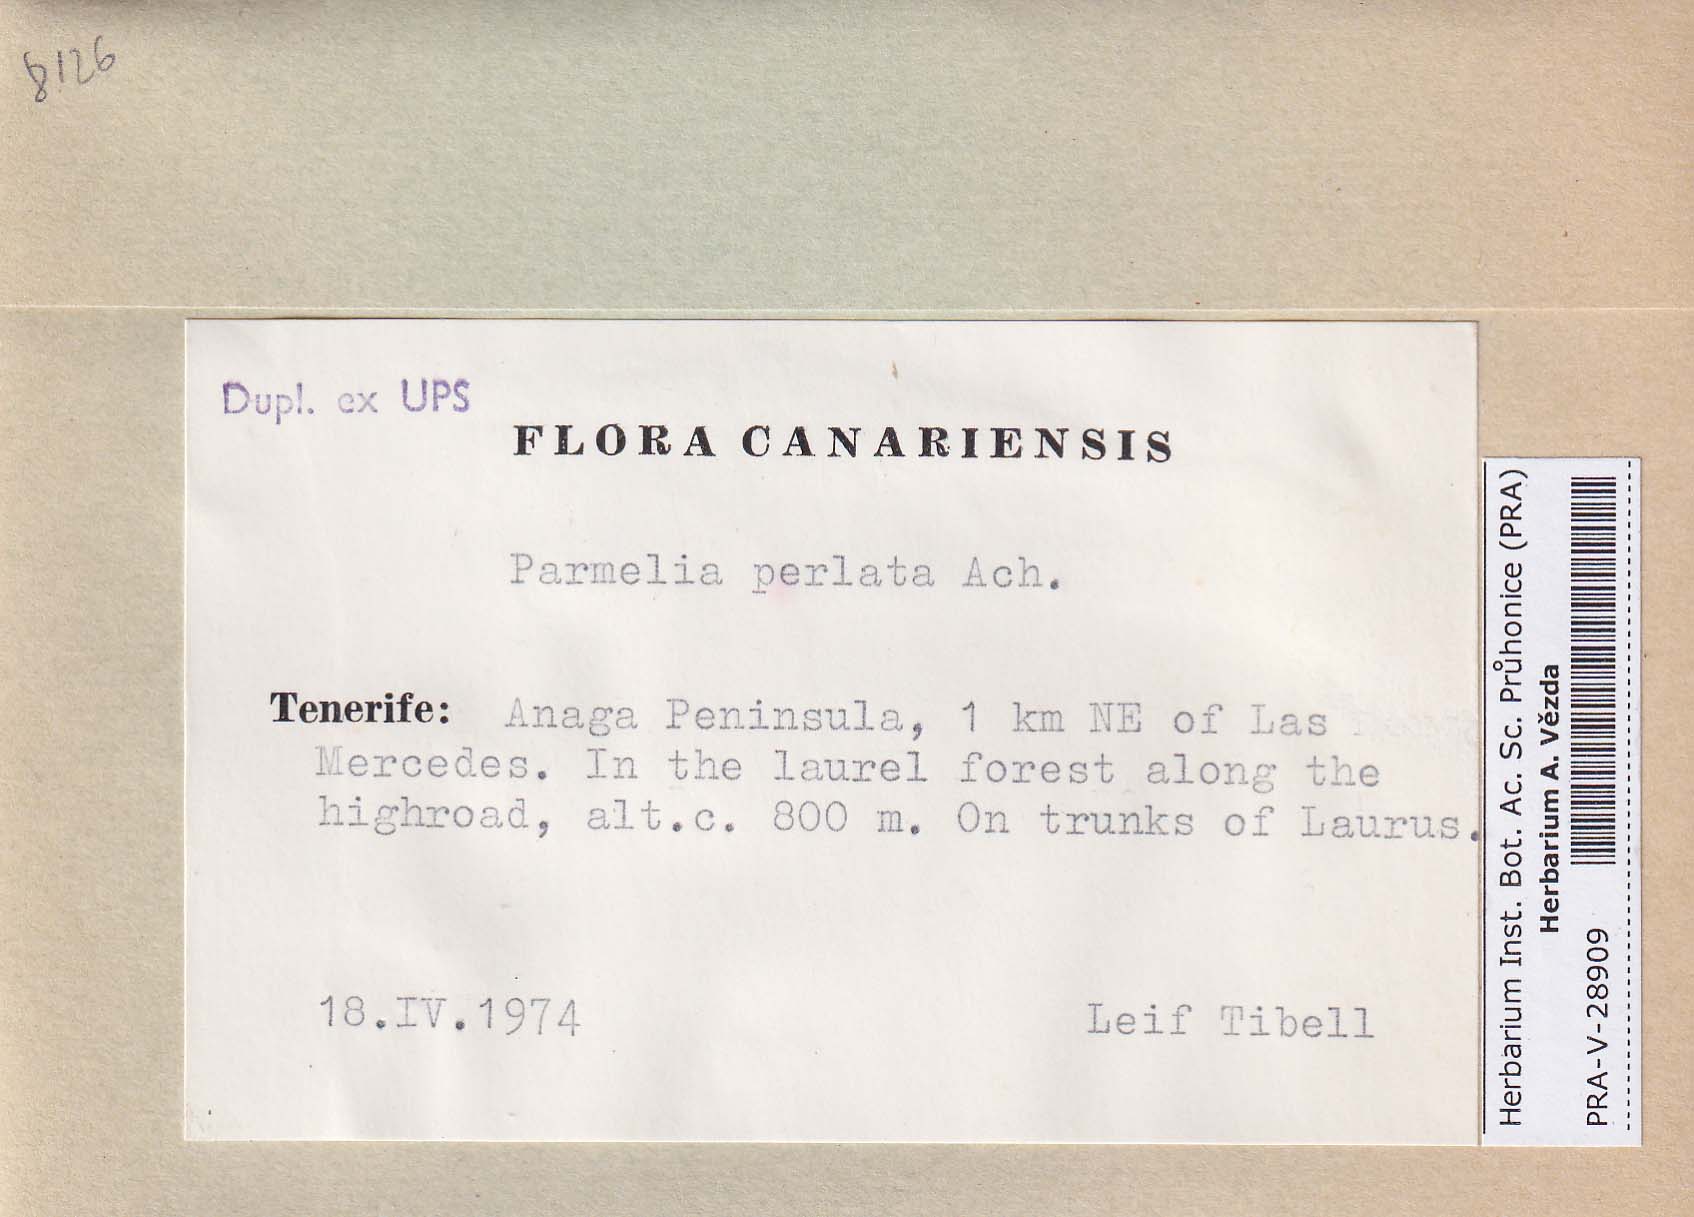 8126
Dupl. ex UPS
FLORA CANARIENSIS
Parmelia perlata Ach.
Tenerife: Anaga Peninsula, 1 km NE of Las
Mercedes. In the laurel forest along the
highroad, alt.c. 800 m. On trunks of Laurus.
18.IV.1974
Leif Tibell
Herbarium Inst. Bot. Ac. Sc. Průhonice (PRA)
Herbarium A. Vězda
PRA-V-28909